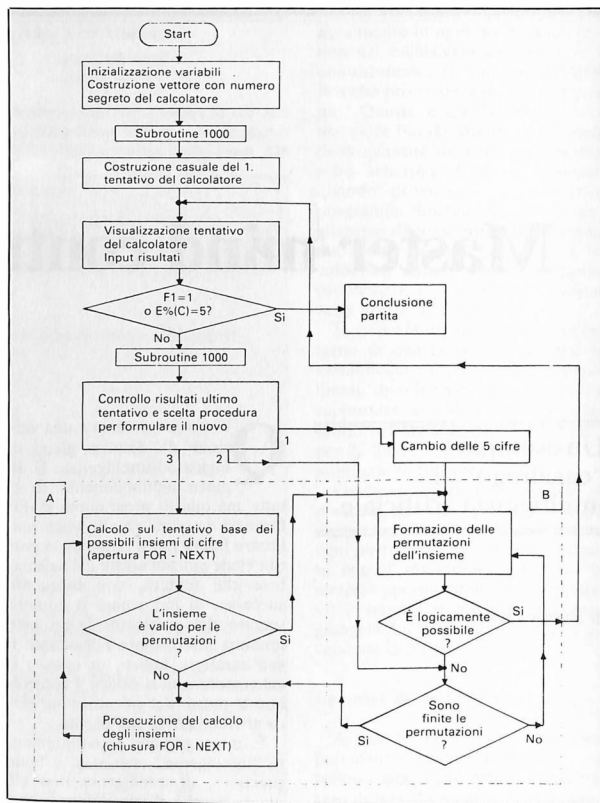 Start
Inizializzazione variabili
Costruzione vettore con numero
segreto del calcolatore
Subroutine 1000
Costruzione casuale del 1.
tentativo del calcolatore
Visualizzazione tentativo
del calcolatore
Input risultati
F1=1
o E%(C)=5?
Sì
Conclusione
partita
No
Subroutine 1000
Controllo risultati ultimo
tentativo e scelta procedura
per formulare il nuovo
1
2
3
Cambio delle 5 cifre
A
B
Calcolo sul tentativo base dei
possibili insiemi di cifre
(apertura FOR - NEXT)
Formazione delle
permutazioni
dell'insieme
L'insieme
è valido per le
permutazioni
?
Sì
No
È logicamente
possibile
?
Sì
No
Prosecuzione del calcolo
degli insiemi
(chiusura FOR - NEXT)
Sono
finite le
permutazioni
?
Sì
No